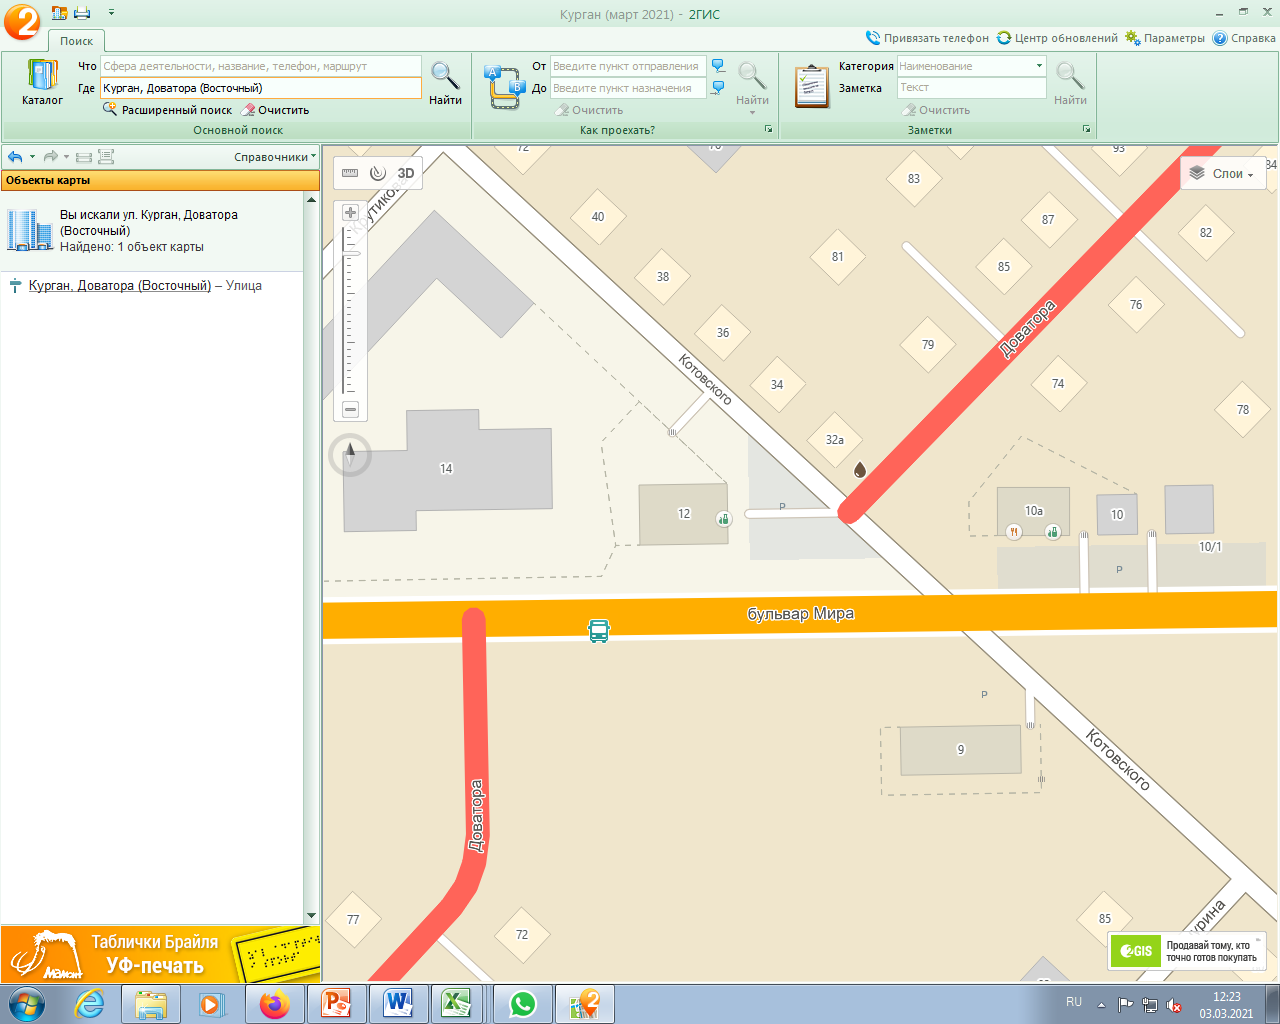 Курган (март 2021) - 2ГИС
Поиск
Привязать телефон
Центр обновлений
Параметры
Справка
Каталог
Что
Сфера деятельности, название, телефон, маршрут
Где
Курган, Доватора (Восточный)
Расширенный поиск
Очистить
Найти
Основной поиск
От
Введите пункт отправления
До
Введите пункт назначения
Очистить
Найти
Как проехать?
Категория
Наименование
Заметка
Текст
Очистить
Найти
Заметки
Справочники
Объекты карты
Вы искали ул. Курган, Доватора
(Восточный)
Найдено: 1 объект карты
Курган, Доватора (Восточный) – Улица
Таблички Брайля
УФ-печать
Мамонт
3D
Слои
72
93
84
83
40
87
82
81
38
85
76
36
79
Доватора
Котовского
34
74
78
32а
14
12
P
10а
10
10/1
P
бульвар Мира
P
9
Котовского
Доватора
77
72
85
2GIS
Продавай тому, кто
точно готов покупать
RU
12:23
03.03.2021